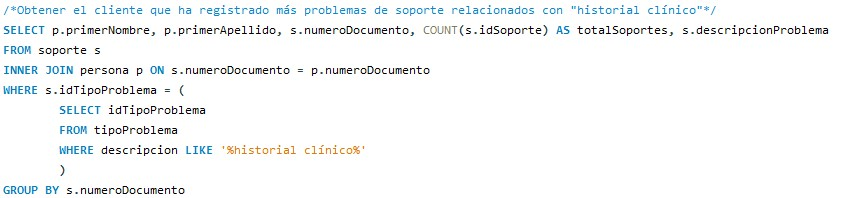 /*Obtener el cliente que ha registrado más problemas de soporte relacionados con "historial clínico"*/
SELECT p.primerNombre, p.primerApellido, s.numeroDocumento, COUNT(s.idSoporte) AS totalSoportes, s.descripcionProblema
FROM soporte s
INNER JOIN persona p ON s.numeroDocumento = p.numeroDocumento
WHERE s.idTipoProblema = (
SELECT idTipoProblema
FROM tipoProblema
WHERE descripcion LIKE '%historial clínico%'
)
GROUP BY s.numeroDocumento